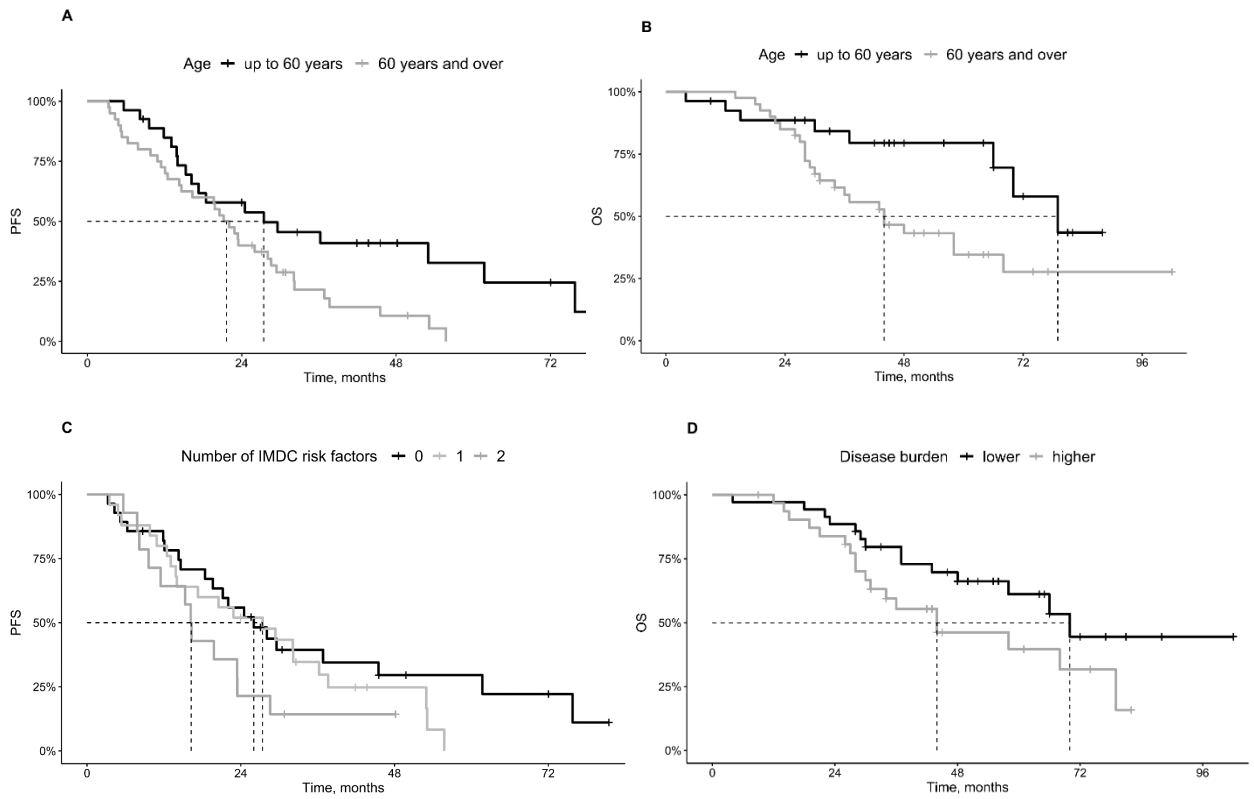 A
Age up to 60 years 60 years and over
100%
75%
50%
25%
0%
PFS
0 24 48 72
Time, months
B
Age up to 60 years 60 years and over
100%
75%
50%
25%
0%
OS
0 24 48 72 96
Time, months
C
Number of IMDC risk factors 0 1 2
100%
75%
50%
25%
0%
PFS
0 24 48 72
Time, months
D
Disease burden lower higher
100%
75%
50%
25%
0%
OS
0 24 48 72 96
Time, months